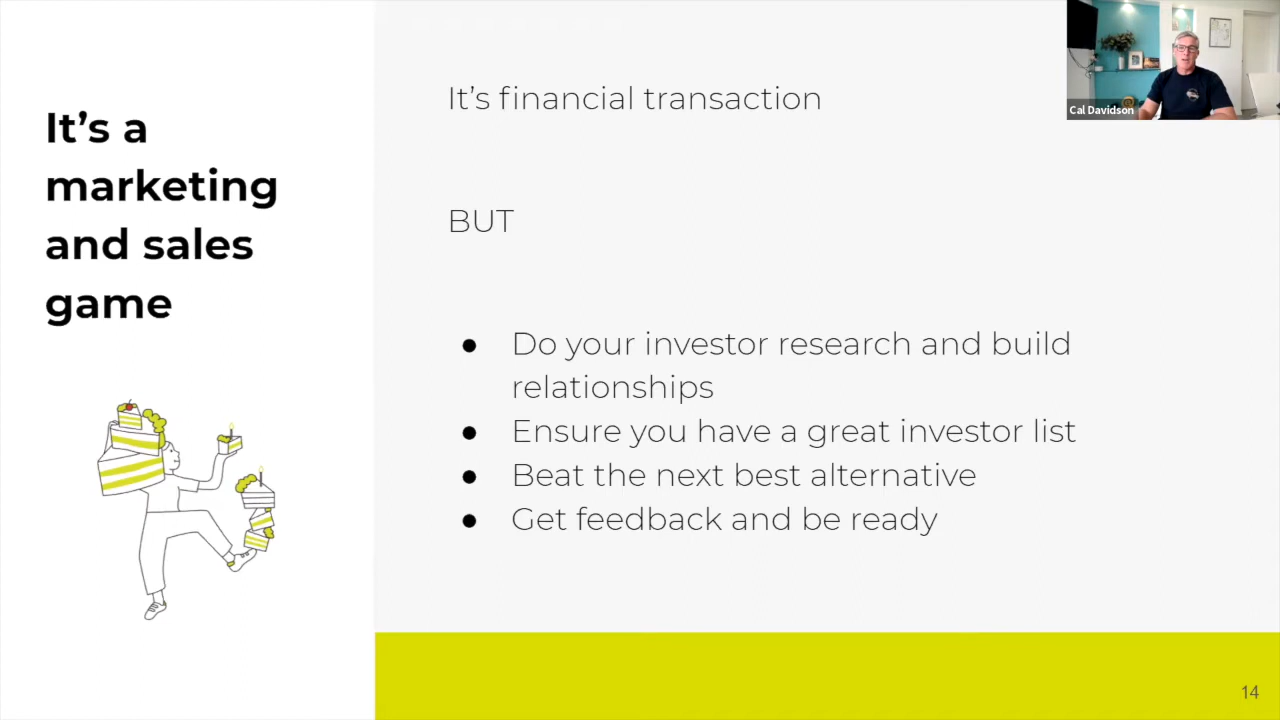 It’s a
marketing
and sales
game
It’s financial transaction
BUT
● Do your investor research and build
relationships
● Ensure you have a great investor list
● Beat the next best alternative
● Get feedback and be ready
Cal Davidson
14